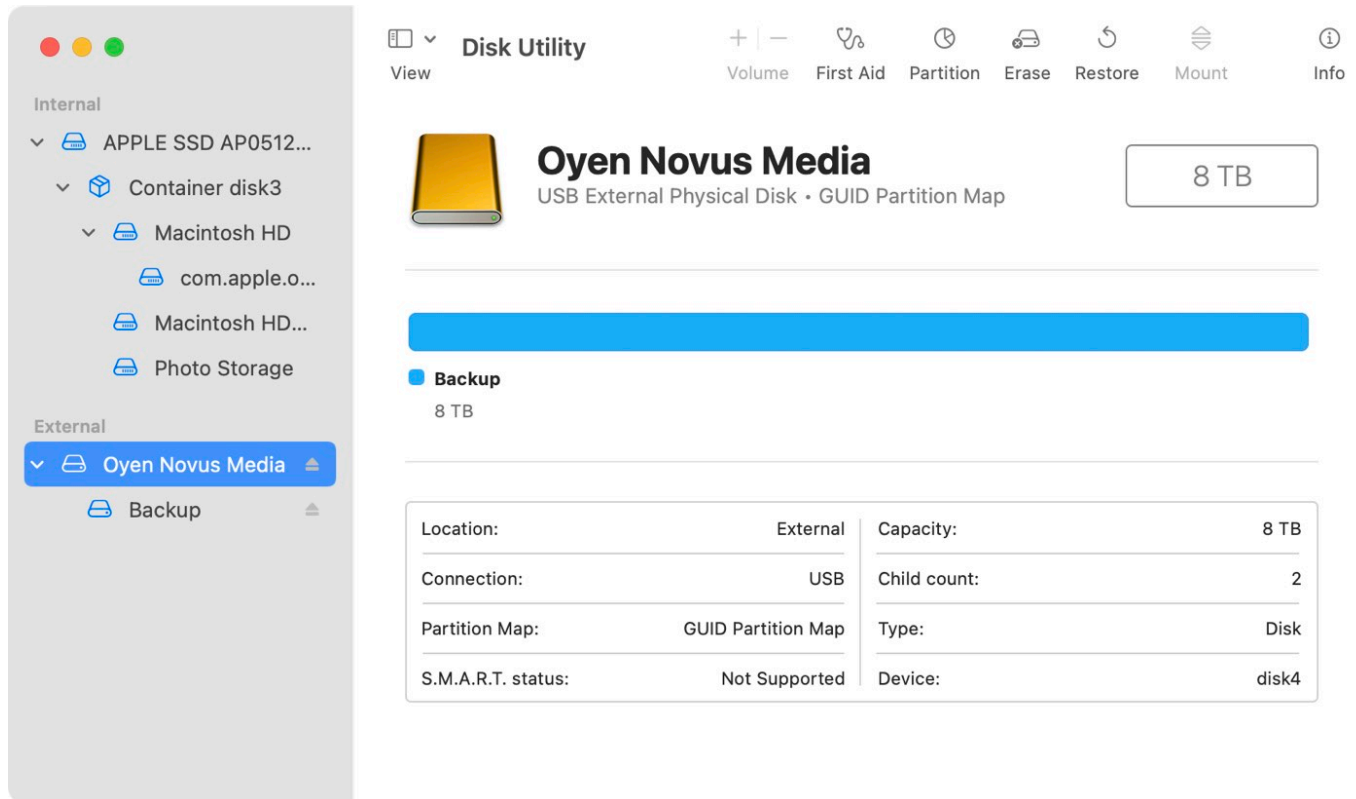 View
Disk Utility
Volume
First Aid
Partition
Erase
Restore
Mount
Info
Internal
APPLE SSD AP0512...
Container disk3
Macintosh HD
com.apple.o...
Macintosh HD...
Photo Storage
External
Oyen Novus Media
Backup
Oyen Novus Media
USB External Physical Disk • GUID Partition Map
8 TB
Backup
8 TB
Location: External
Capacity: 8 TB
Connection: USB
Child count: 2
Partition Map: GUID Partition Map
Type: Disk
S.M.A.R.T. status: Not Supported
Device: disk4